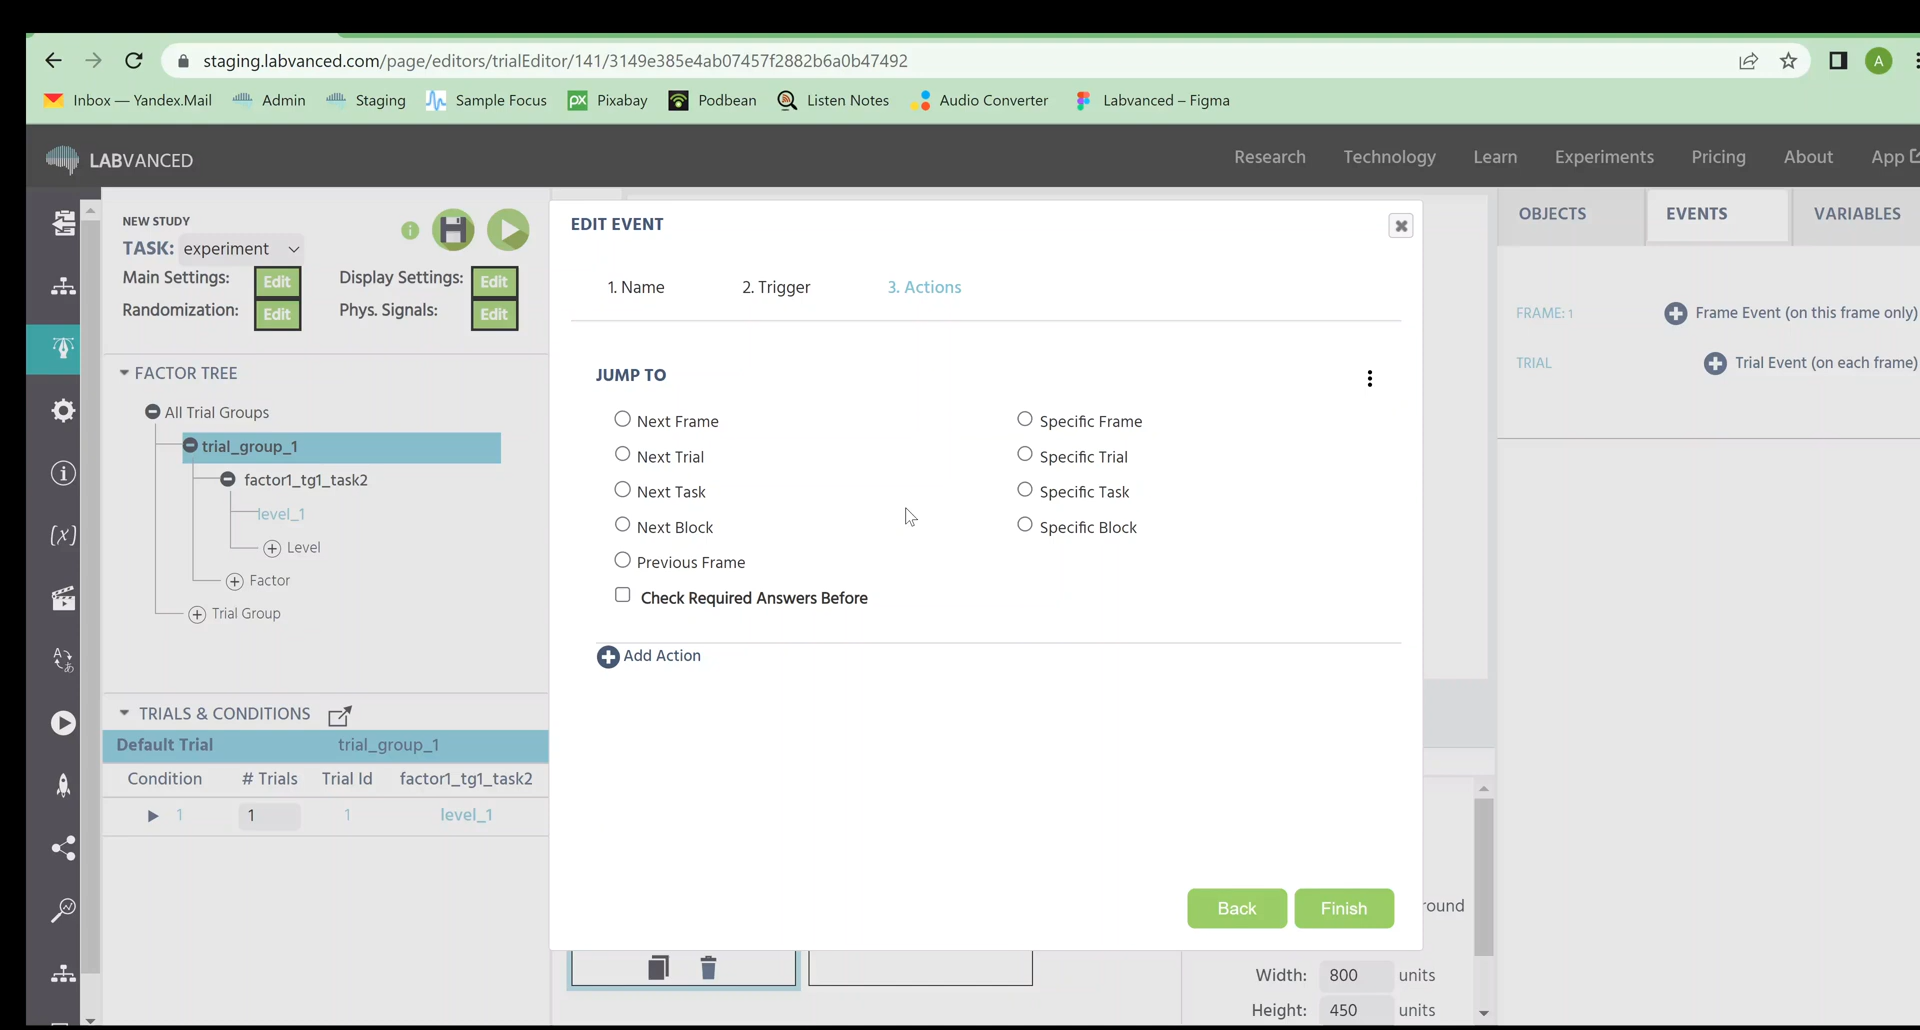 staging.labvanced.com/page/editors/trialEditor/141/3149e385e4ab07457f2882b6a0b47492
A
Inbox — Yandex.Mail
Admin
Staging
Sample Focus
PX
Pixabay
Podbean
Listen Notes
Audio Converter
Labvanced – Figma
LABVANCED
Research
Technology
Learn
Experiments
Pricing
About
App
NEW STUDY
TASK: experiment
Main Settings: Edit
Display Settings: Edit
Randomization: Edit
Phys. Signals: Edit
FACTOR TREE
All Trial Groups
trial_group_1
factor1_tg1_task2
level_1
Level
Factor
Trial Group
TRIALS & CONDITIONS
Default Trial trial_group_1
Condition # Trials Trial Id factor1_tg1_task2
1 1 1 level_1
EDIT EVENT
1. Name
2. Trigger
3. Actions
JUMP TO
Next Frame
Specific Frame
Next Trial
Specific Trial
Next Task
Specific Task
Next Block
Specific Block
Previous Frame
Check Required Answers Before
Add Action
Back
Finish
OBJECTS
EVENTS
VARIABLES
FRAME: 1
Frame Event (on this frame only)
TRIAL
Trial Event (on each frame)
round
Width: 800 units
Height: 450 units